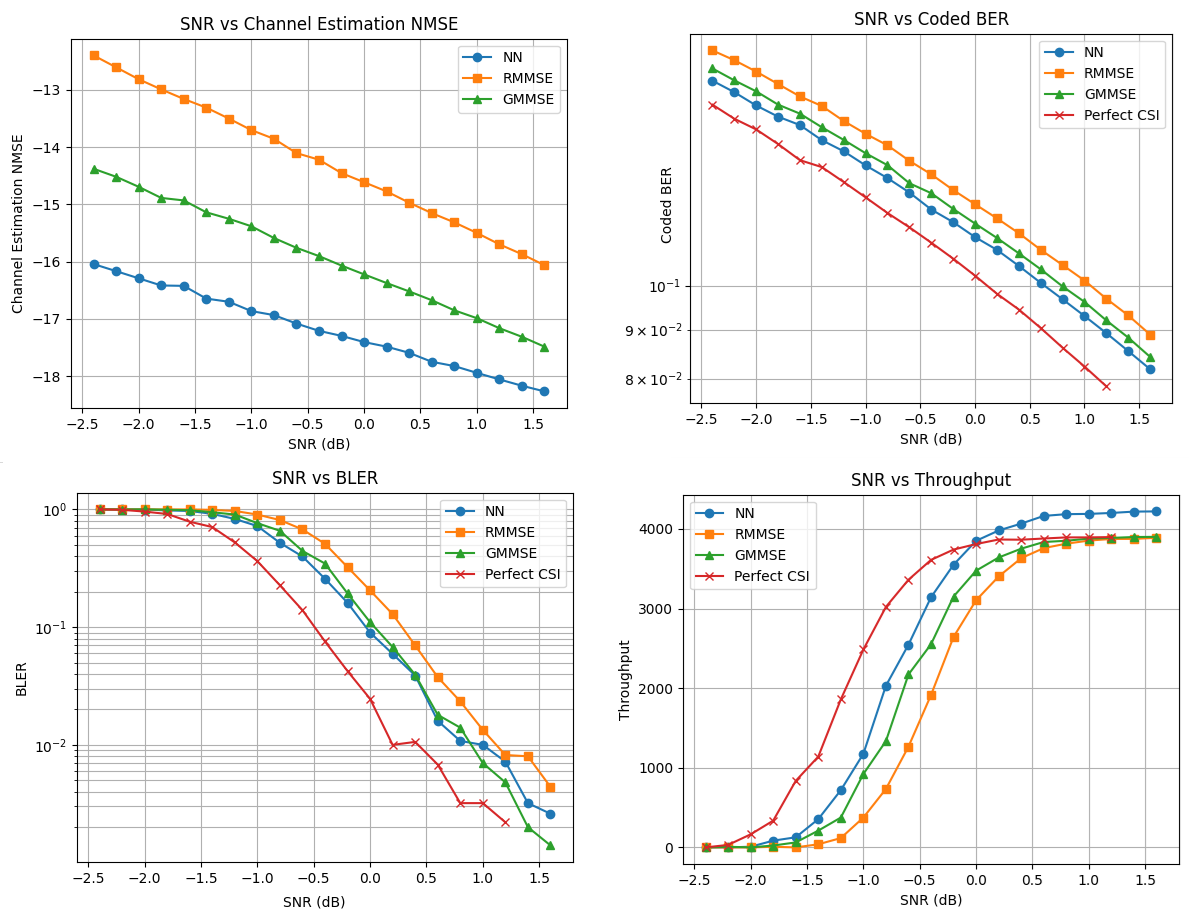 SNR vs Channel Estimation NMSE
Channel Estimation NMSE
−13
−14
−15
−16
−17
−18
NN
RMMSE
GMMSE
−2.5 −2.0 −1.5 −1.0 −0.5 0.0 0.5 1.0 1.5
SNR (dB)
SNR vs Coded BER
Coded BER
10⁻¹
9 × 10⁻²
8 × 10⁻²
NN
RMMSE
GMMSE
Perfect CSI
−2.5 −2.0 −1.5 −1.0 −0.5 0.0 0.5 1.0 1.5
SNR (dB)
SNR vs BLER
BLER
10⁰
10⁻¹
10⁻²
NN
RMMSE
GMMSE
Perfect CSI
−2.5 −2.0 −1.5 −1.0 −0.5 0.0 0.5 1.0 1.5
SNR (dB)
SNR vs Throughput
Throughput
4000
3000
2000
1000
0
NN
RMMSE
GMMSE
Perfect CSI
−2.5 −2.0 −1.5 −1.0 −0.5 0.0 0.5 1.0 1.5
SNR (dB)